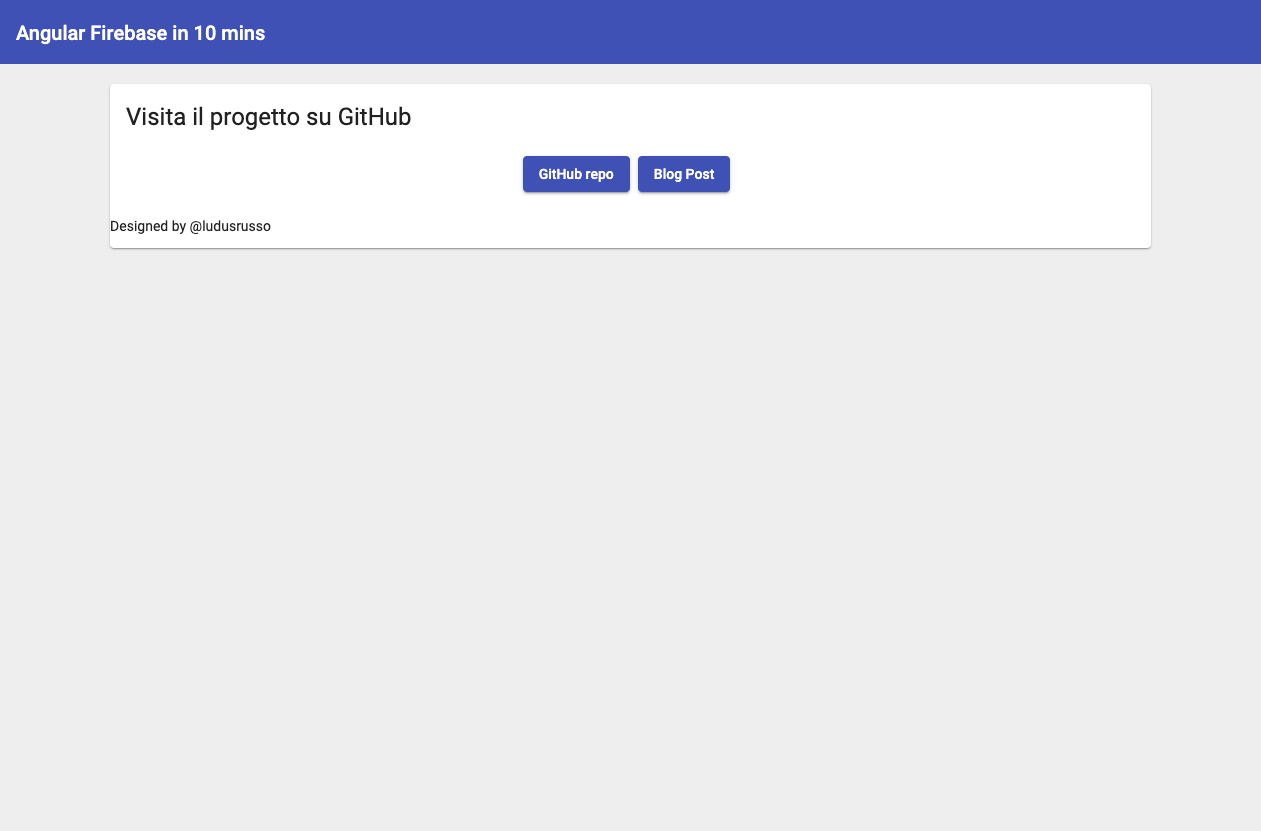 Angular Firebase in 10 mins
Visita il progetto su GitHub
GitHub repo Blog Post
Designed by @ludusrusso